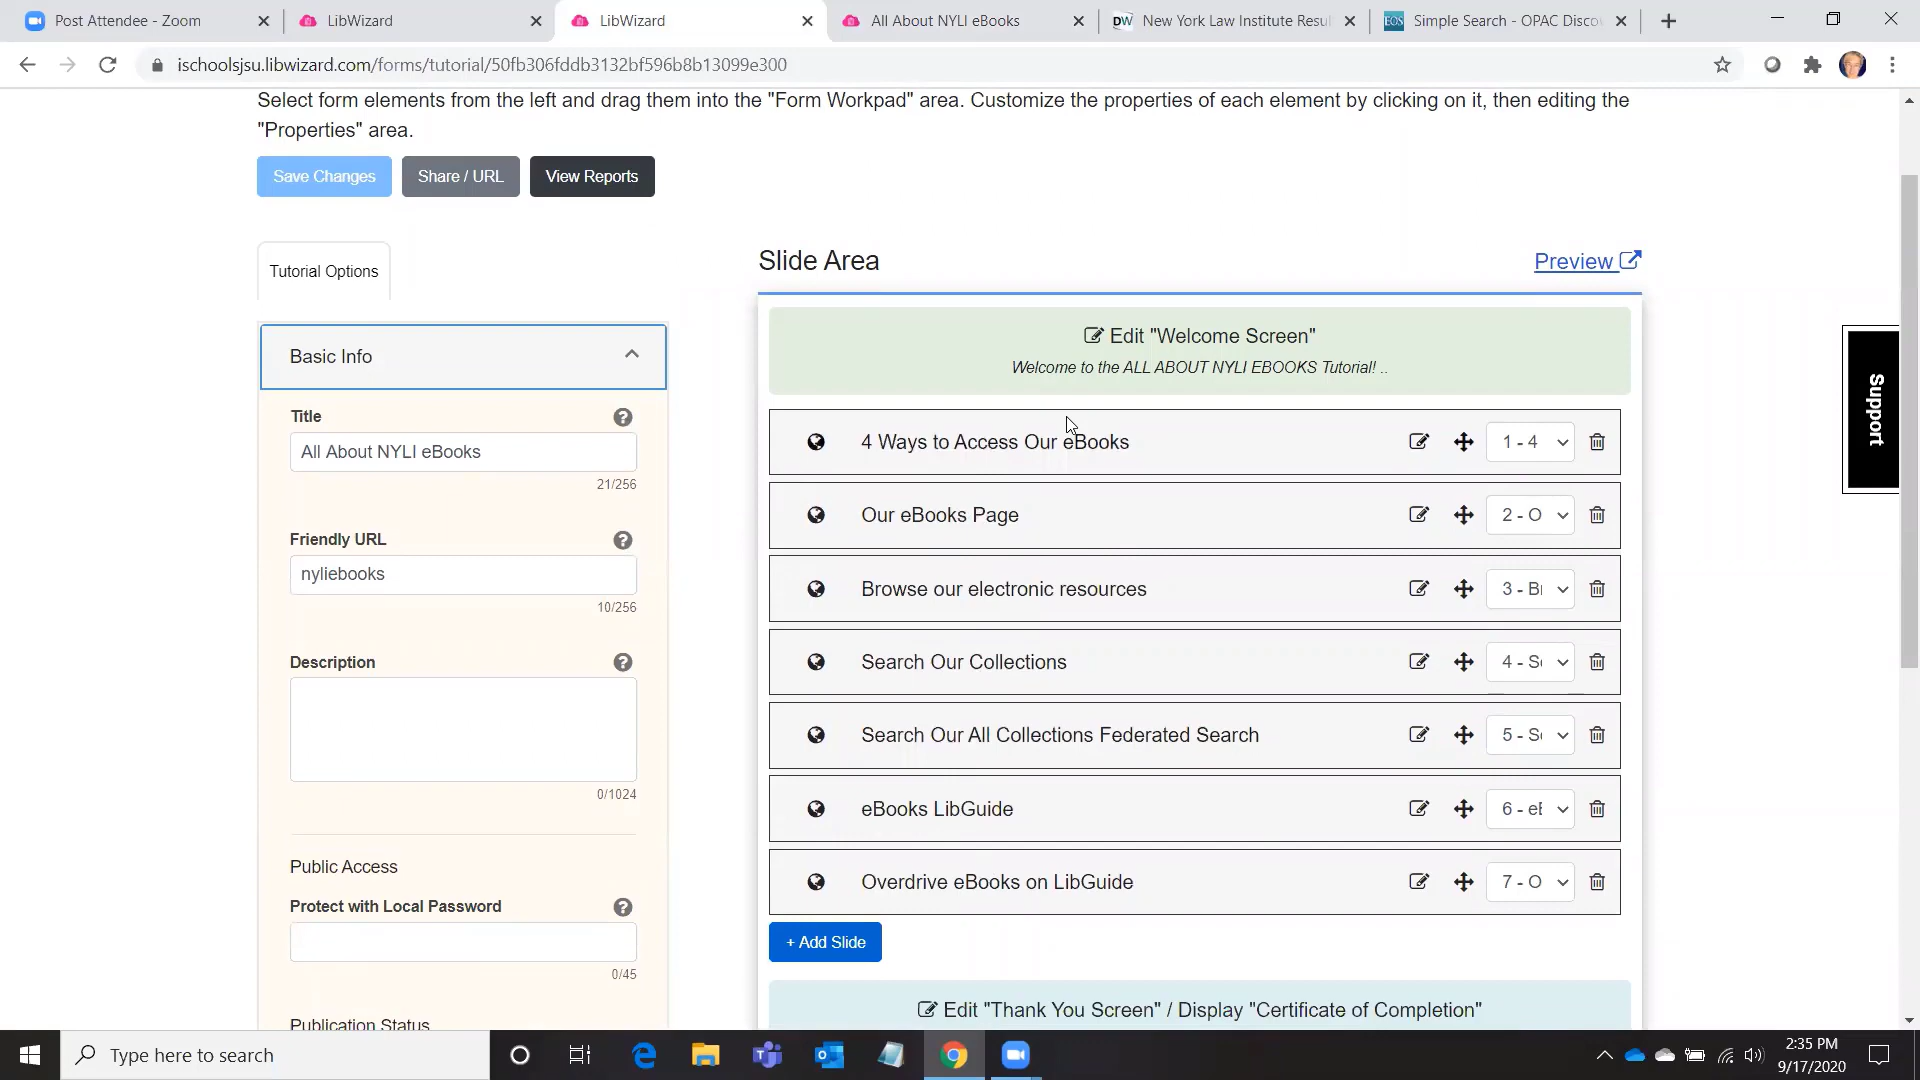 Post Attendee - Zoom
LibWizard
LibWizard
All About NYLI eBooks
DW New York Law Institute Resul
EOS Simple Search - OPAC Disco
ischoolsjsu.libwizard.com/forms/tutorial/50fb306fddb3132bf596b8b13099e300
Select form elements from the left and drag them into the "Form Workpad" area. Customize the properties of each element by clicking on it, then editing the
"Properties" area.
Save Changes
Share / URL
View Reports
Tutorial Options
Basic Info
Title
All About NYLI eBooks
21/256
Friendly URL
nyliebooks
10/256
Description
0/1024
Public Access
Protect with Local Password
0/45
Publication Status
Slide Area
Preview
Edit "Welcome Screen"
Welcome to the ALL ABOUT NYLI EBOOKS Tutorial! ..
4 Ways to Access Our eBooks
1 - 4
Our eBooks Page
2 - O
Browse our electronic resources
3 - Br
Search Our Collections
4 - Se
Search Our All Collections Federated Search
5 - Se
eBooks LibGuide
6 - eB
Overdrive eBooks on LibGuide
7 - O
+ Add Slide
Edit "Thank You Screen" / Display "Certificate of Completion"
Support
Type here to search
2:35 PM
9/17/2020